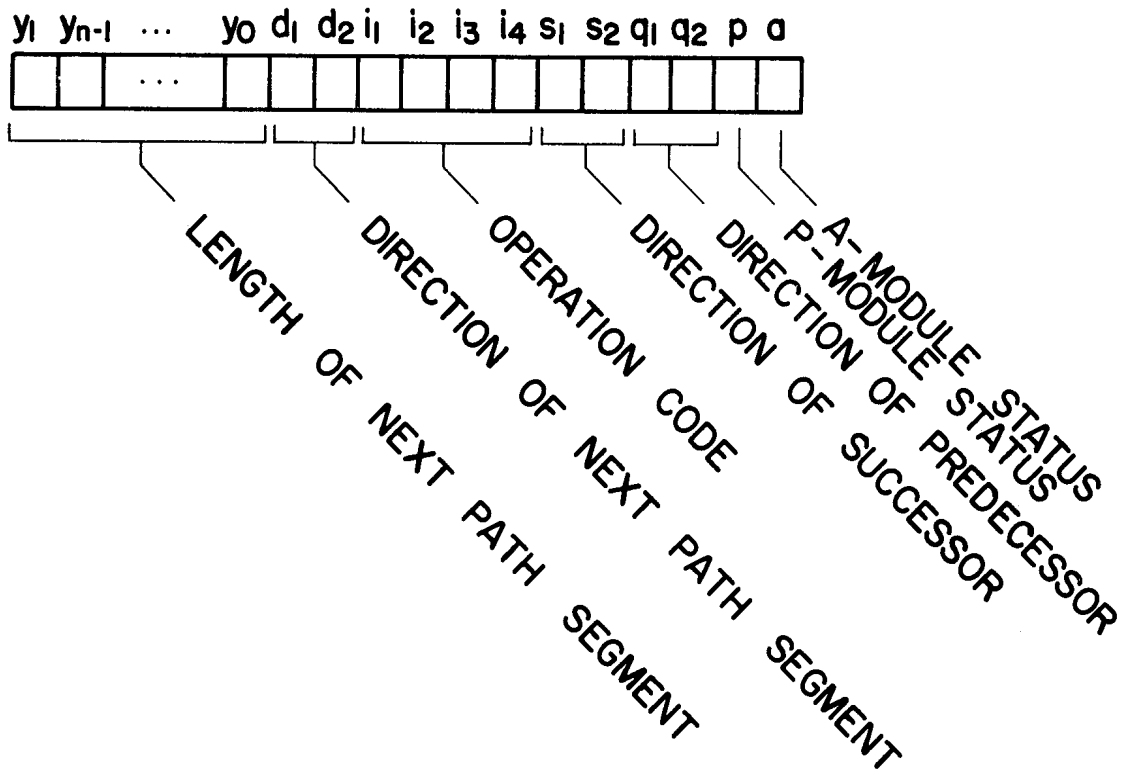 y1 yn-1 ... y0 d1 d2 i1 i2 i3 i4 s1 s2 q1 q2 p a
...
LENGTH OF NEXT PATH SEGMENT
DIRECTION OF NEXT PATH SEGMENT
OPERATION CODE
DIRECTION OF SUCCESSOR
DIRECTION OF PREDECESSOR
P-MODULE STATUS
A-MODULE STATUS